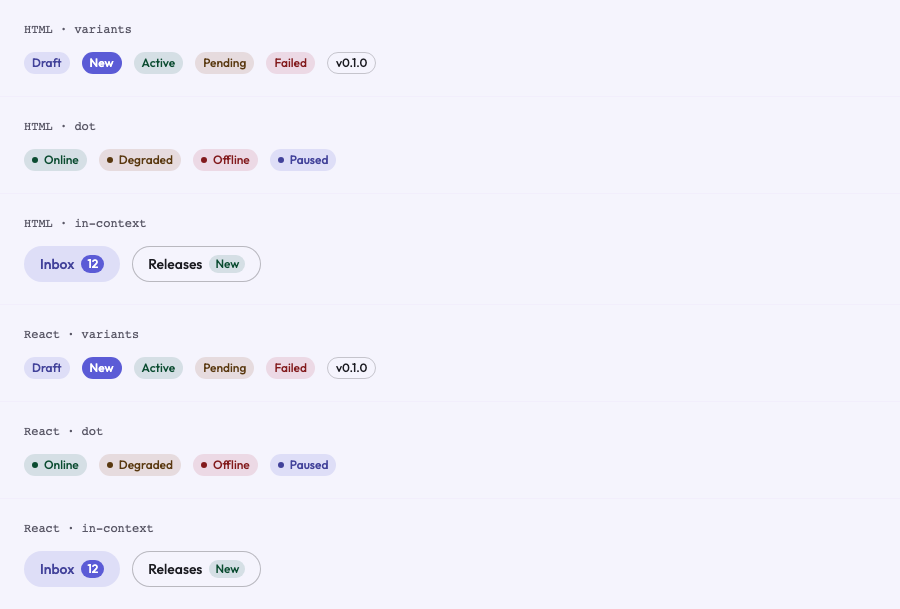 HTML · variants
Draft New Active Pending Failed v0.1.0
HTML · dot
Online Degraded Offline Paused
HTML · in-context
Inbox 12 Releases New
React · variants
Draft New Active Pending Failed v0.1.0
React · dot
Online Degraded Offline Paused
React · in-context
Inbox 12 Releases New